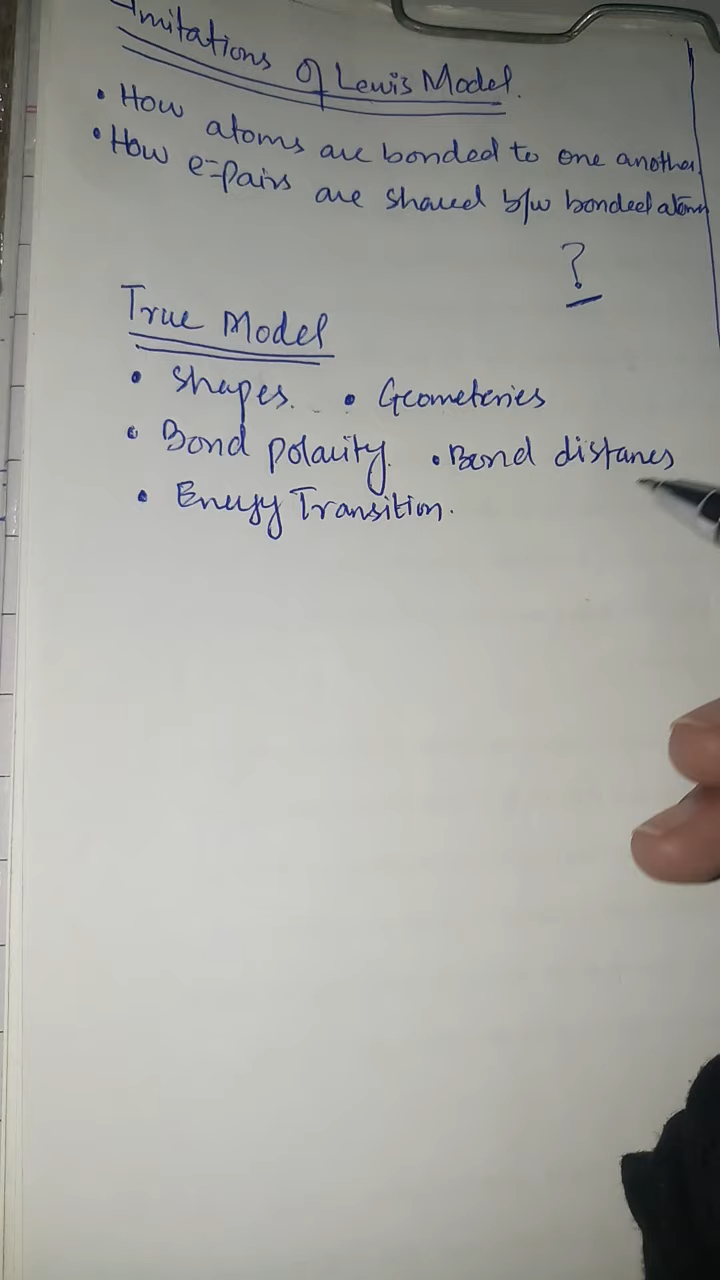 Limitations of Lewis Model.
• How atoms are bonded to one another,
• How e-pairs are shared b/w bonded atoms
?
True Model
• Shapes. • Geometeries
• Bond polarity. • Bond distanes
• Energy Transition.